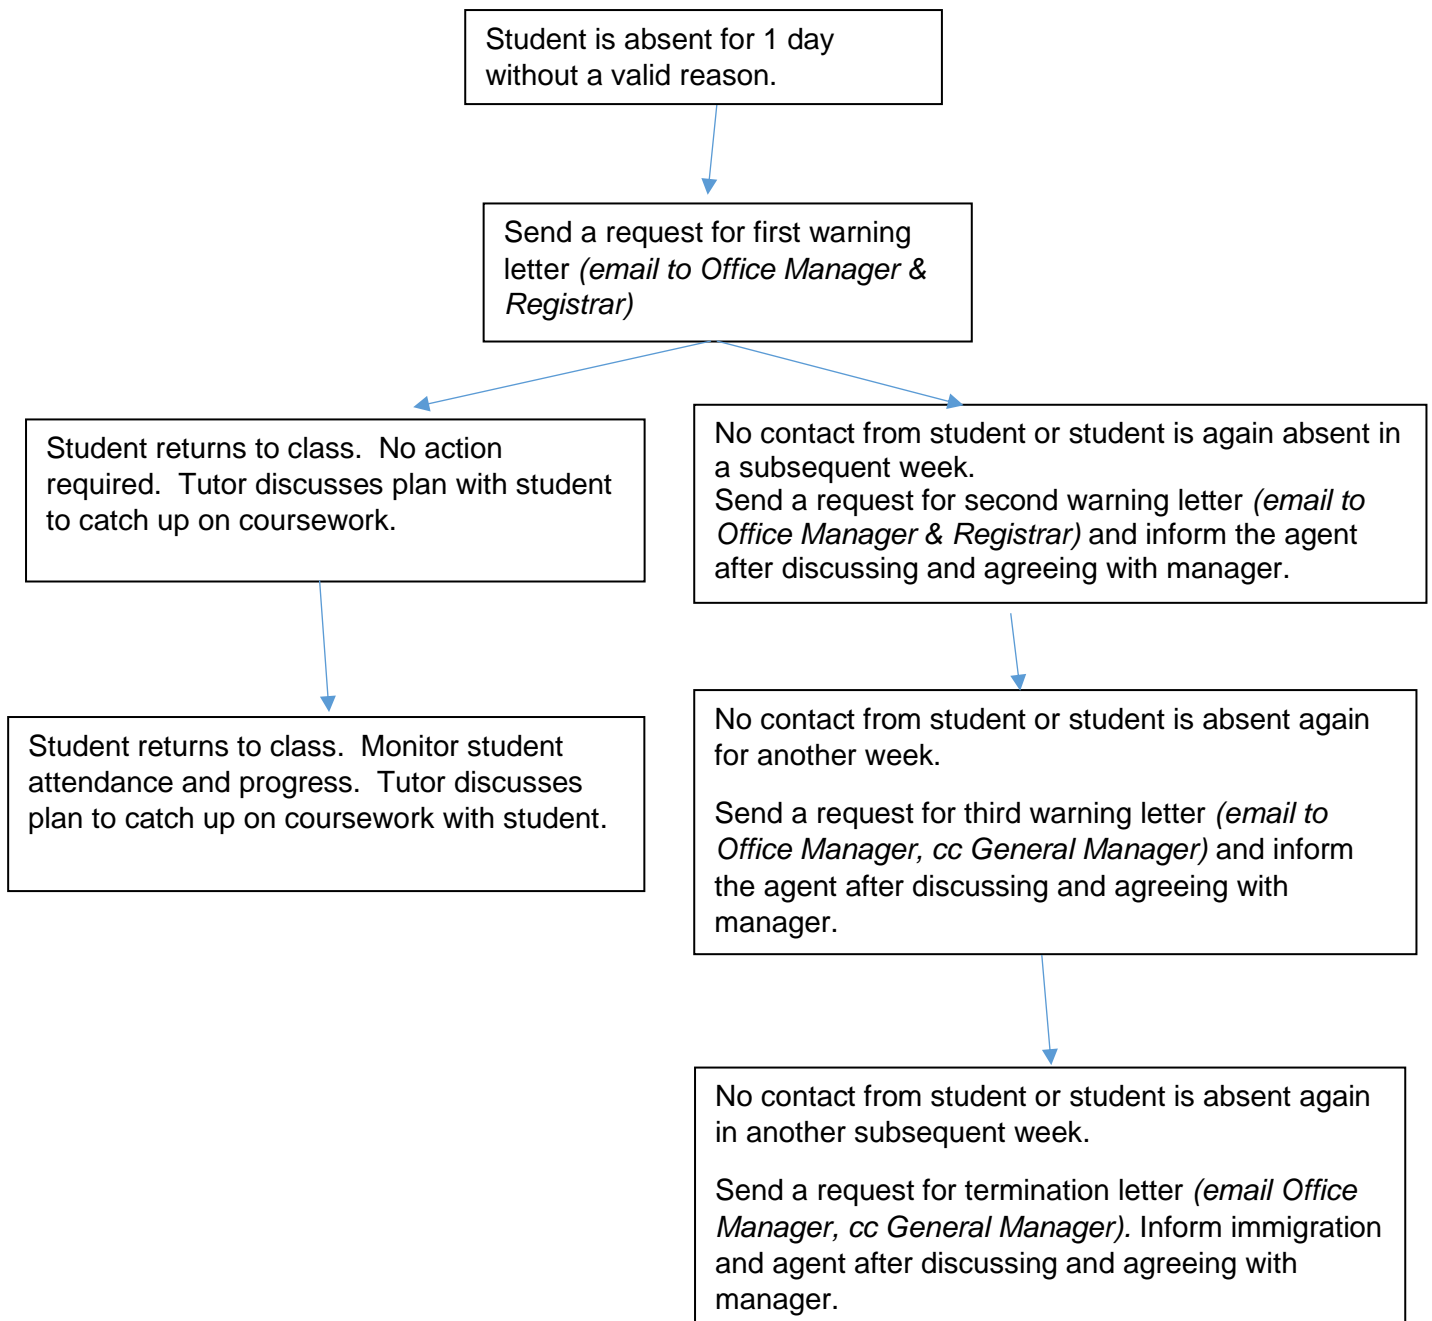 Student is absent for 1 day
without a valid reason.
Send a request for first warning
letter (email to Office Manager &
Registrar)
Student returns to class.  No action
required.  Tutor discusses plan with student
to catch up on coursework.
No contact from student or student is again absent in
a subsequent week.
Send a request for second warning letter (email to
Office Manager & Registrar) and inform the agent
after discussing and agreeing with manager.
Student returns to class.  Monitor student
attendance and progress.  Tutor discusses
plan to catch up on coursework with student.
No contact from student or student is absent again
for another week.
Send a request for third warning letter (email to
Office Manager, cc General Manager) and inform
the agent after discussing and agreeing with
manager.
No contact from student or student is absent again
in another subsequent week.
Send a request for termination letter (email Office
Manager, cc General Manager). Inform immigration
and agent after discussing and agreeing with
manager.